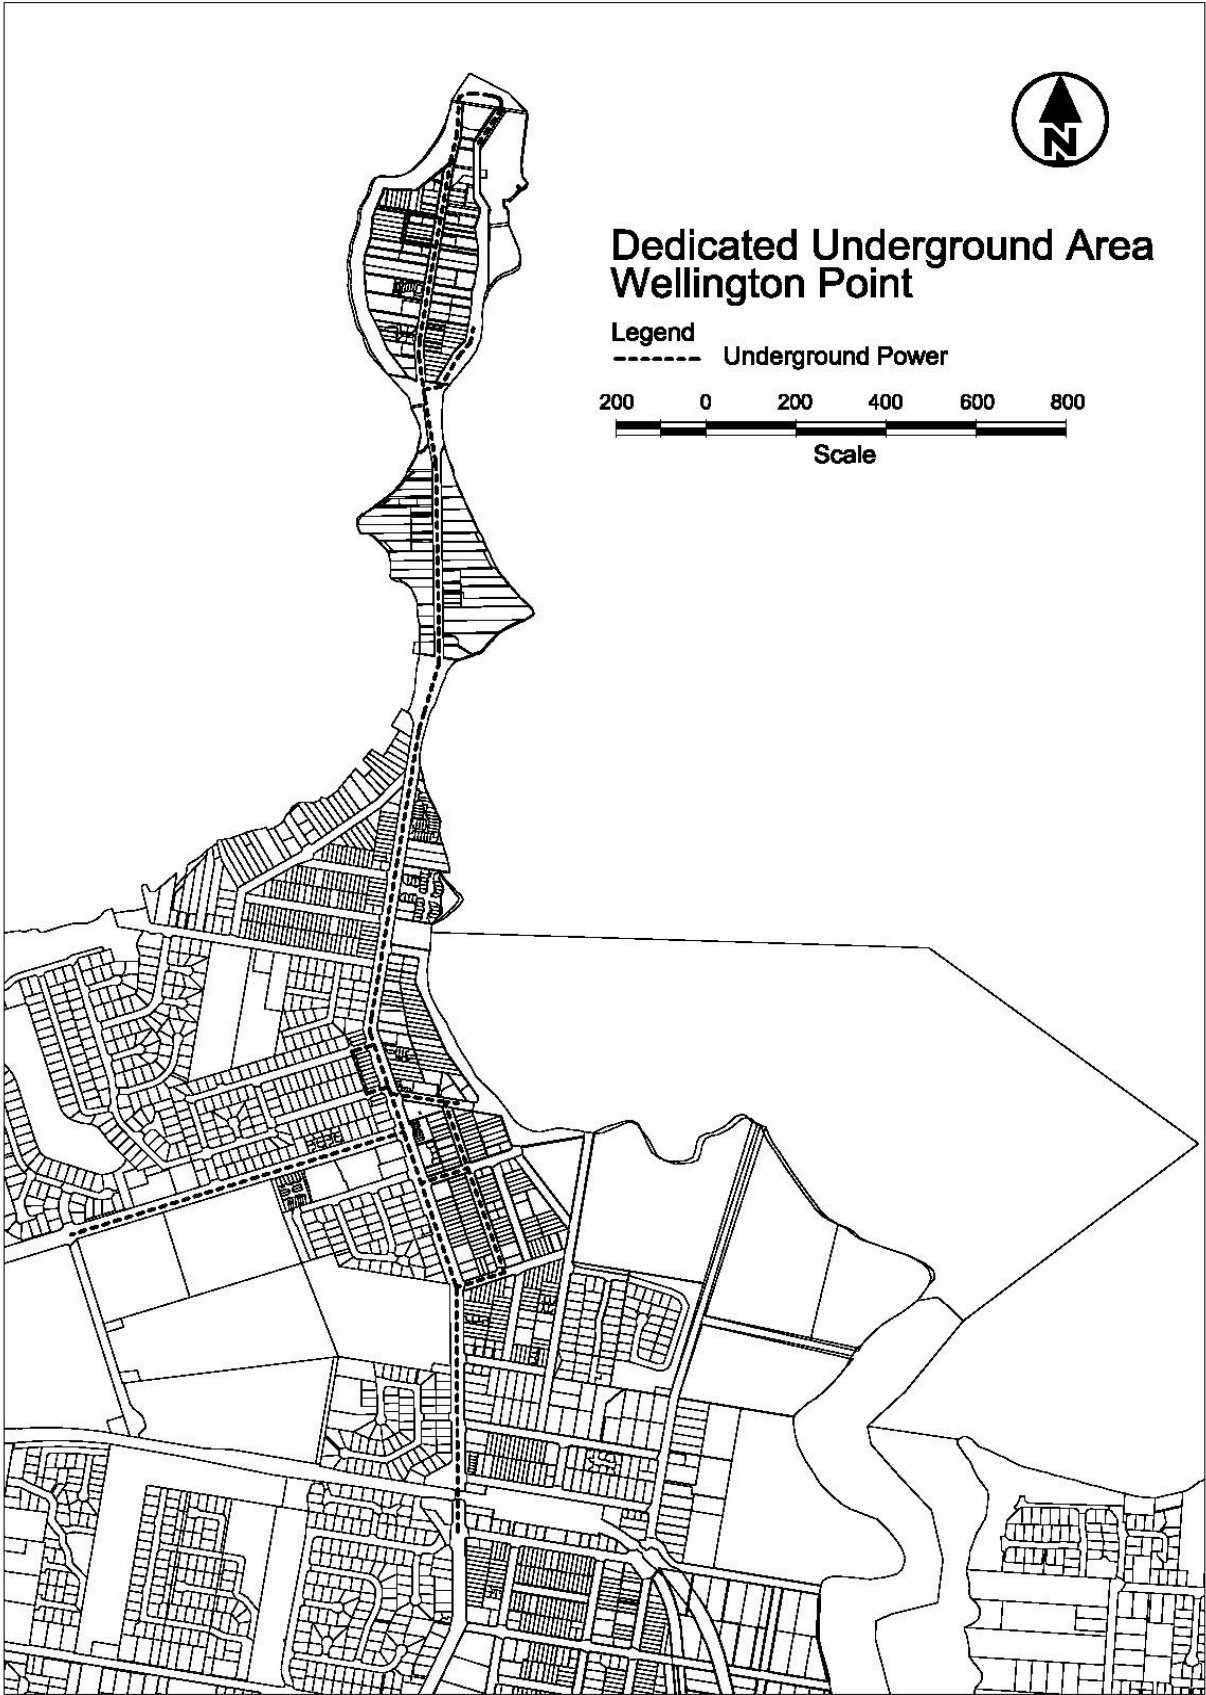 N
Dedicated Underground Area
Wellington Point
Legend
Underground Power
200 0 200 400 600 800
Scale